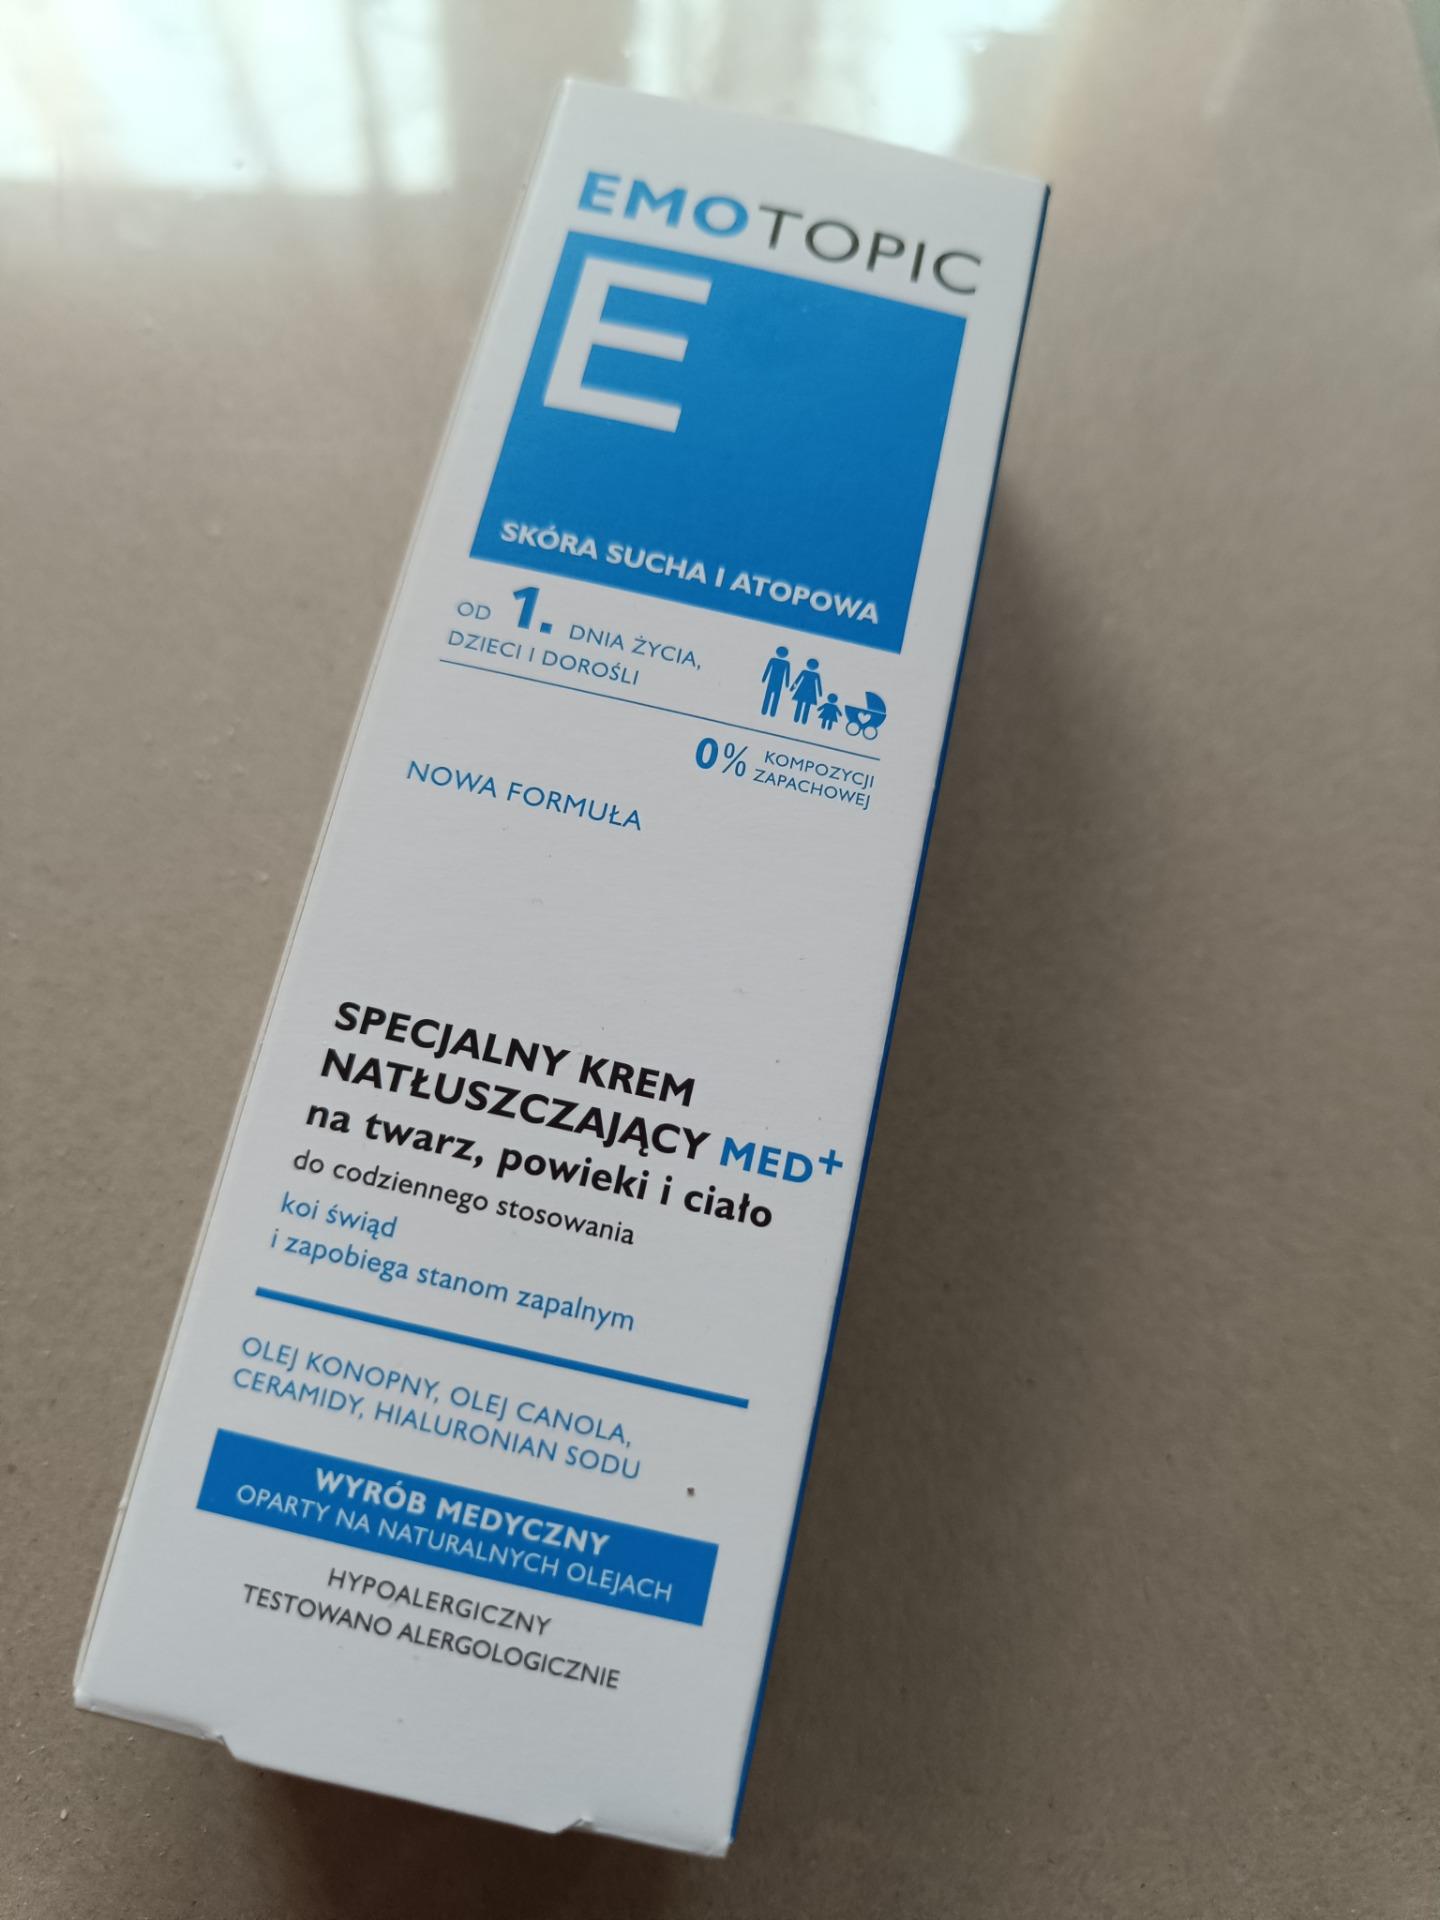 EMOTOPIC
E
SKÓRA SUCHA I ATOPOWA
OD 1. DNIA ŻYCIA,
DZIECI I DOROŚLI
0% KOMPOZYCJI
ZAPACHOWEJ
NOWA FORMUŁA
SPECJALNY KREM
NATŁUSZCZAJĄCY MED+
na twarz, powieki i ciało
do codziennego stosowania
koi świąd
i zapobiega stanom zapalnym
OLEJ KONOPNY, OLEJ CANOLA,
CERAMIDY, HIALURONIAN SODU
WYRÓB MEDYCZNY
OPARTY NA NATURALNYCH OLEJACH
HYPOALERGICZNY
TESTOWANO ALERGOLOGICZNIE